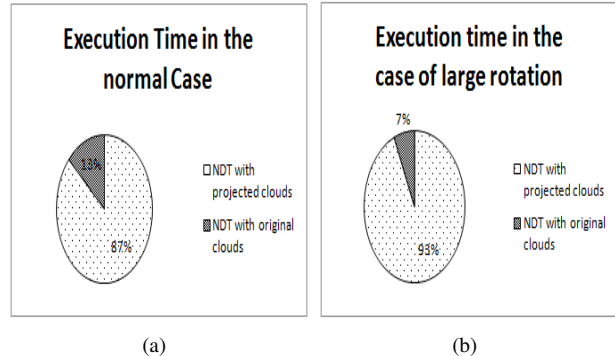 Execution Time in the
normal Case
13%
87%
NDT with
projected clouds
NDT with original
clouds
(a)
Execution time in the
case of large rotation
7%
93%
NDT with
projected clouds
NDT with original
clouds
(b)